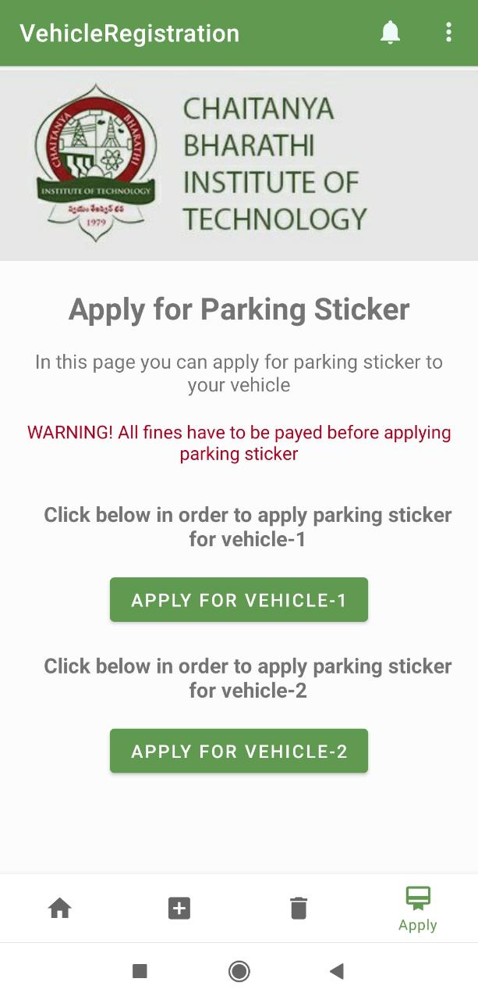 VehicleRegistration
CHAITANYA
BHARATHI
INSTITUTE OF
TECHNOLOGY
CHAITANYA BHARATHI
INSTITUTE OF TECHNOLOGY
1979
Apply for Parking Sticker
In this page you can apply for parking sticker to
your vehicle
WARNING! All fines have to be payed before applying
parking sticker
Click below in order to apply parking sticker
for vehicle-1
APPLY FOR VEHICLE-1
Click below in order to apply parking sticker
for vehicle-2
APPLY FOR VEHICLE-2
Apply